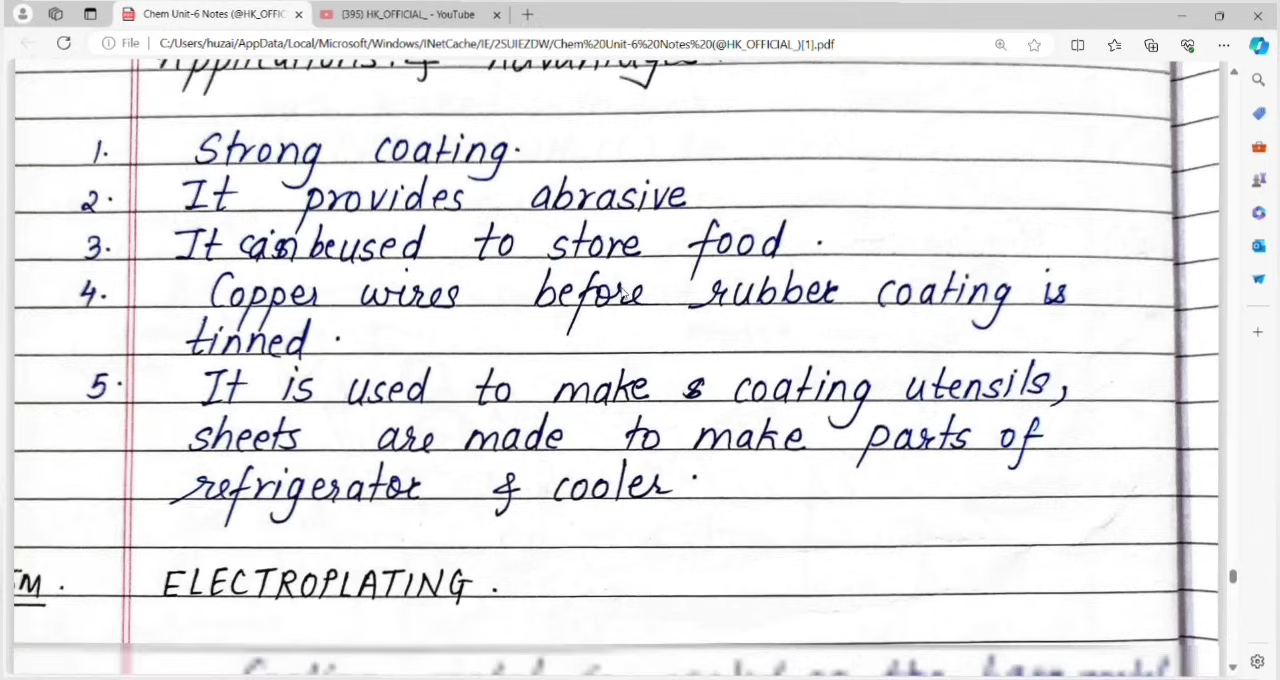 Chem Unit-6 Notes (@HK_OFFIC
(395) HK_OFFICIAL_ - YouTube
File
C:/Users/huzai/AppData/Local/Microsoft/Windows/INetCache/IE/2SUIEZDW/Chem%20Unit-6%20Notes%20(@HK_OFFICIAL_)[1].pdf
Applications & Advantages.
1. Strong coating.
2. It provides abrasive
3. It can be used to store food.
4. Copper wires before rubber coating is
tinned.
5. It is used to make coating utensils,
sheets are made to make parts of
refrigerator & cooler.
M. ELECTROPLATING.